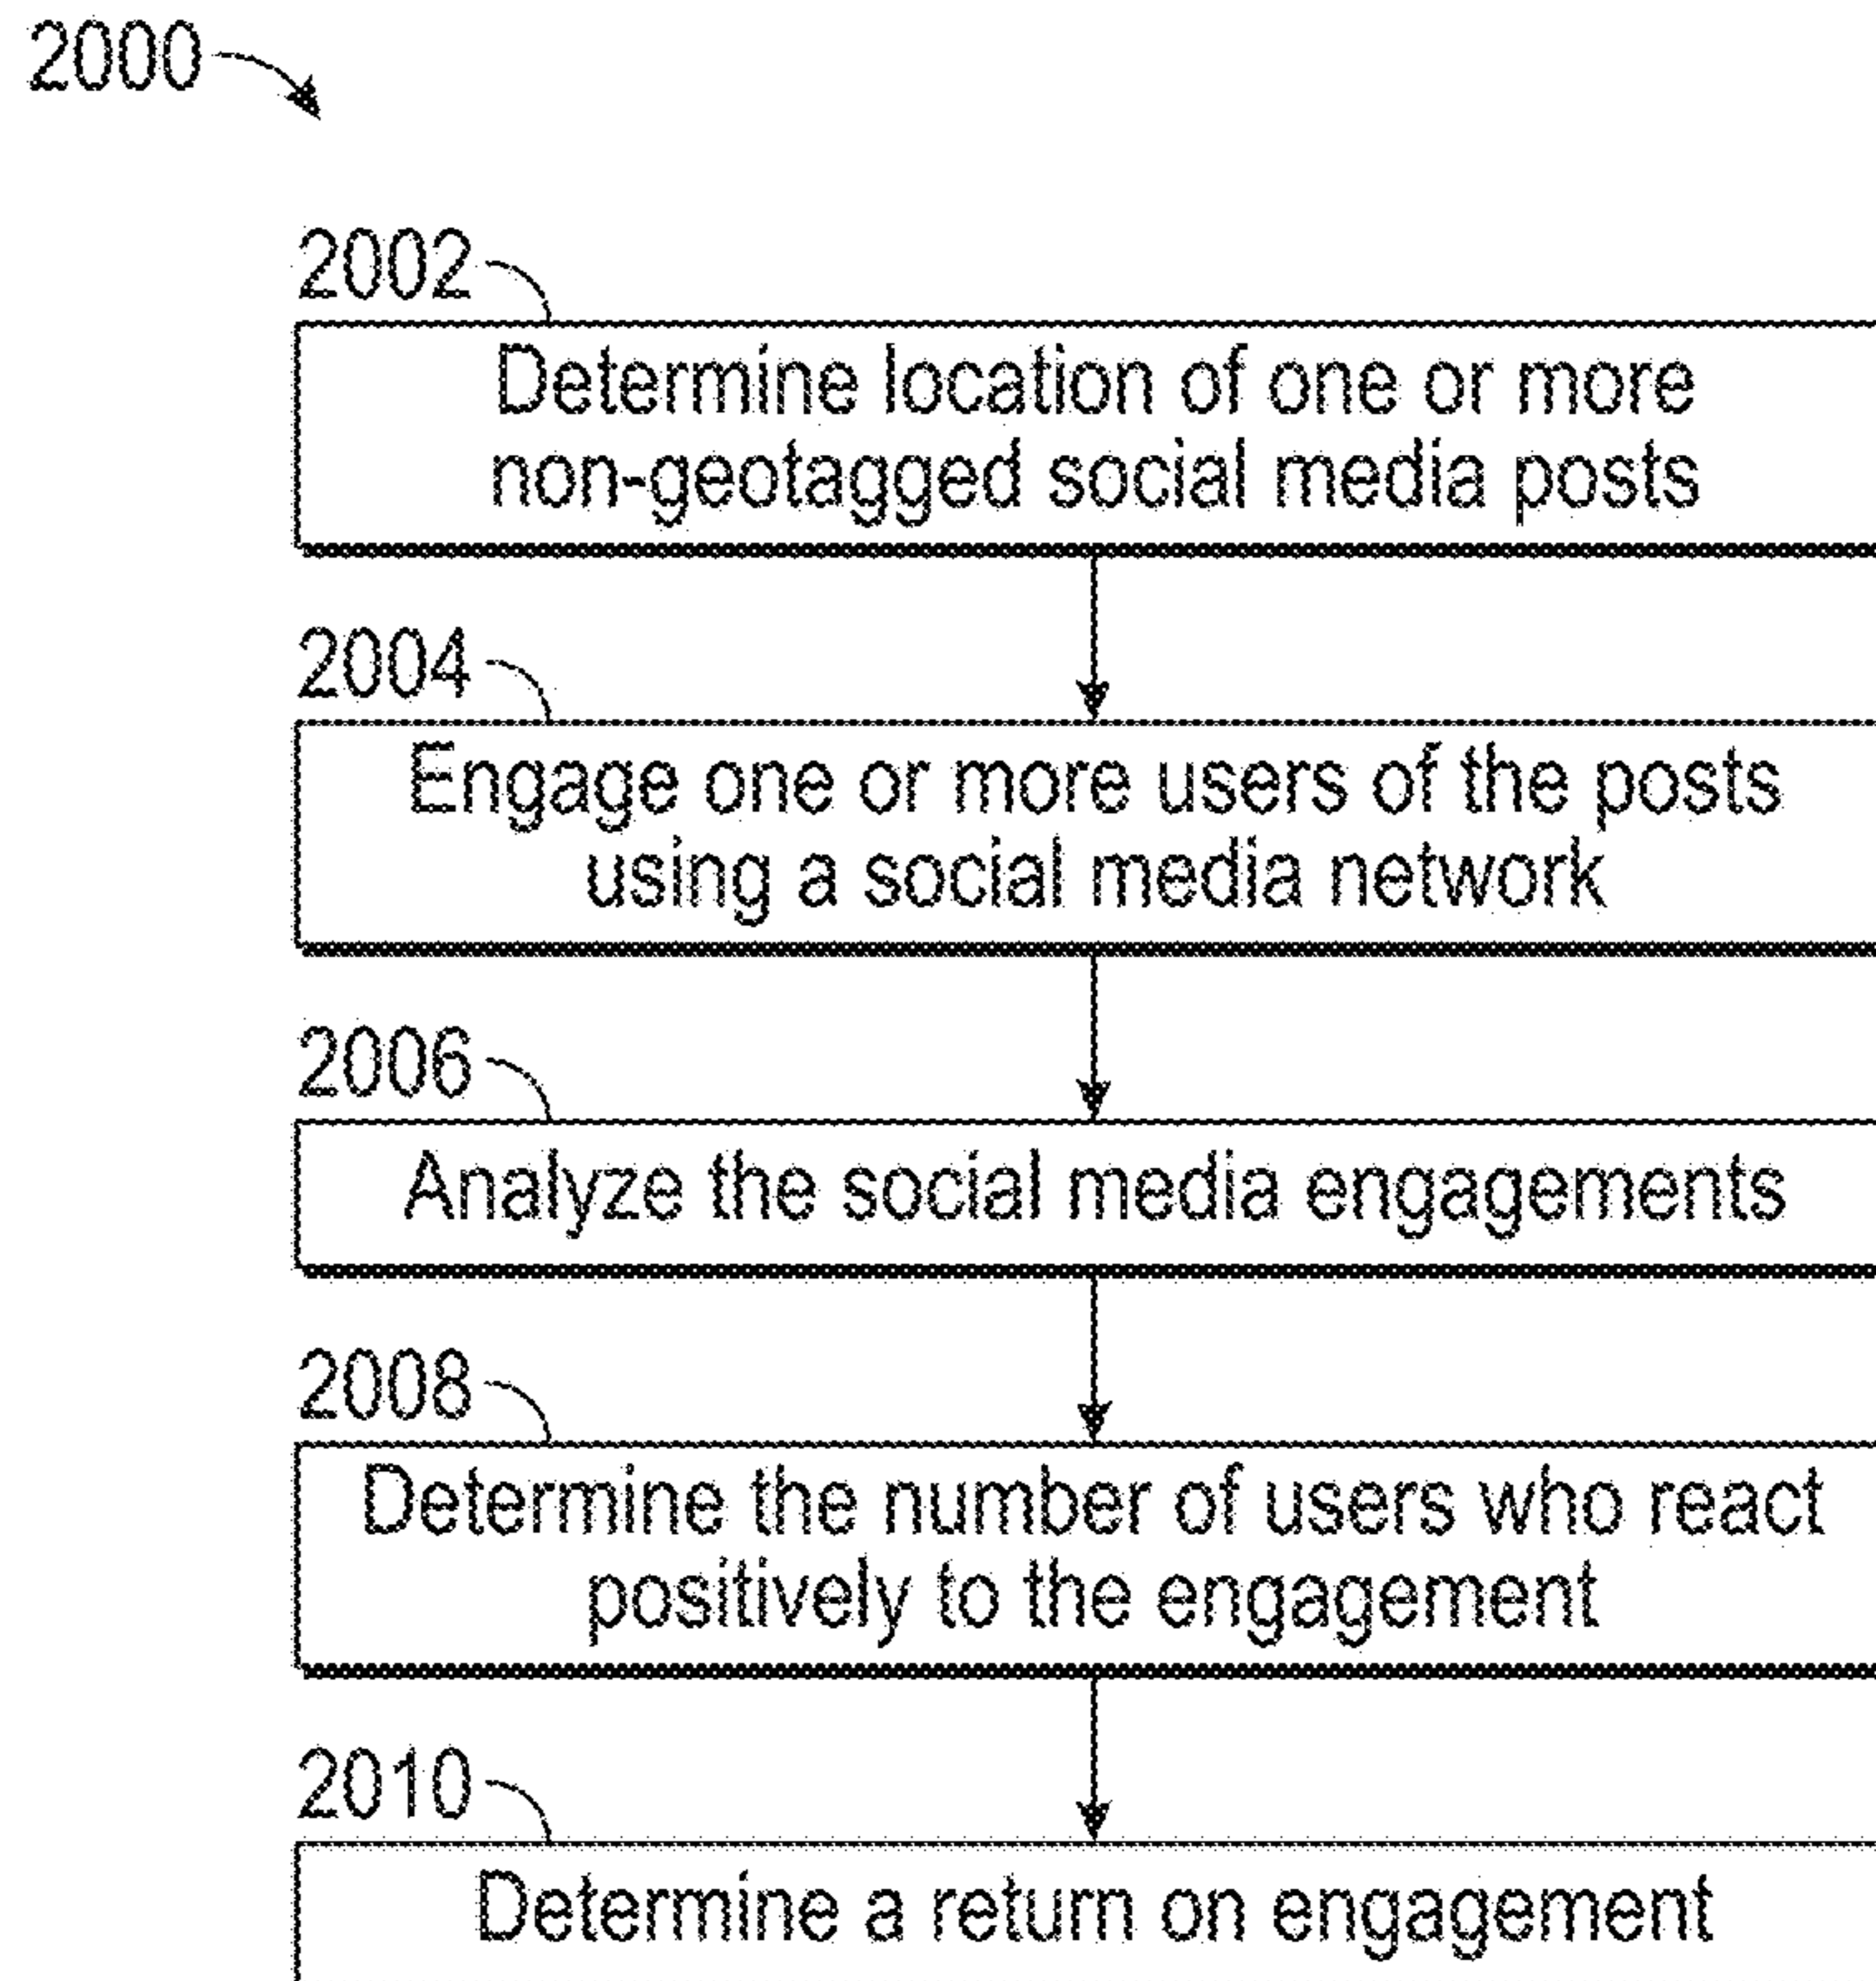 2000
2002
Determine location of one or more
non-geotagged social media posts
2004
Engage one or more users of the posts
using a social media network
2006
Analyze the social media engagements
2008
Determine the number of users who react
positively to the engagement
2010
Determine a return on engagement